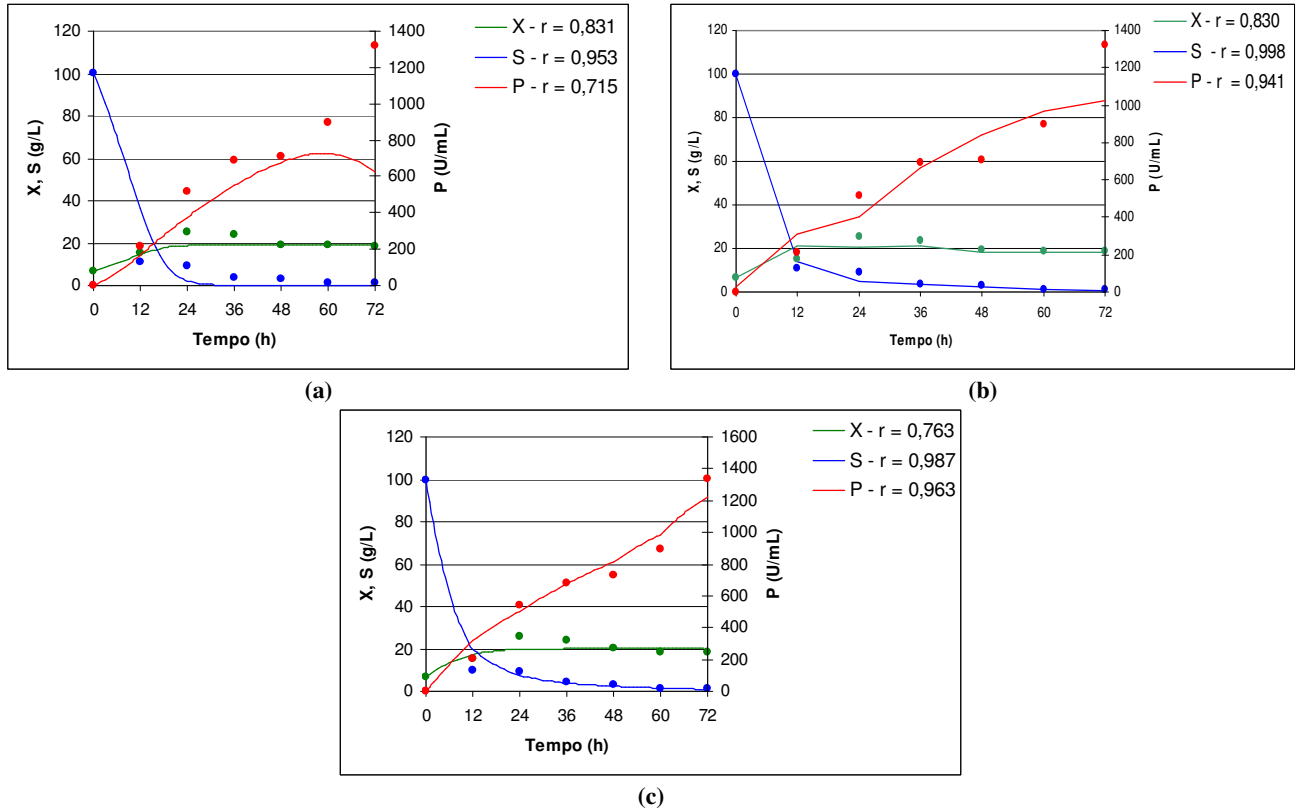 120
100
80
60
40
20
0
X, S (g/L)
0 12 24 36 48 60 72
Tempo (h)
1400
1200
1000
800
600
400
200
0
P (U/mL)
X - r = 0,831
S - r = 0,953
P - r = 0,715
(a)
120
100
80
60
40
20
0
X, S (g/L)
0 12 24 36 48 60 72
Tempo (h)
1400
1200
1000
800
600
400
200
0
P (U/mL)
X - r = 0,830
S - r = 0,998
P - r = 0,941
(b)
120
100
80
60
40
20
0
X, S (g/L)
0 12 24 36 48 60 72
Tempo (h)
1600
1400
1200
1000
800
600
400
200
0
P (U/mL)
X - r = 0,763
S - r = 0,987
P - r = 0,963
(c)